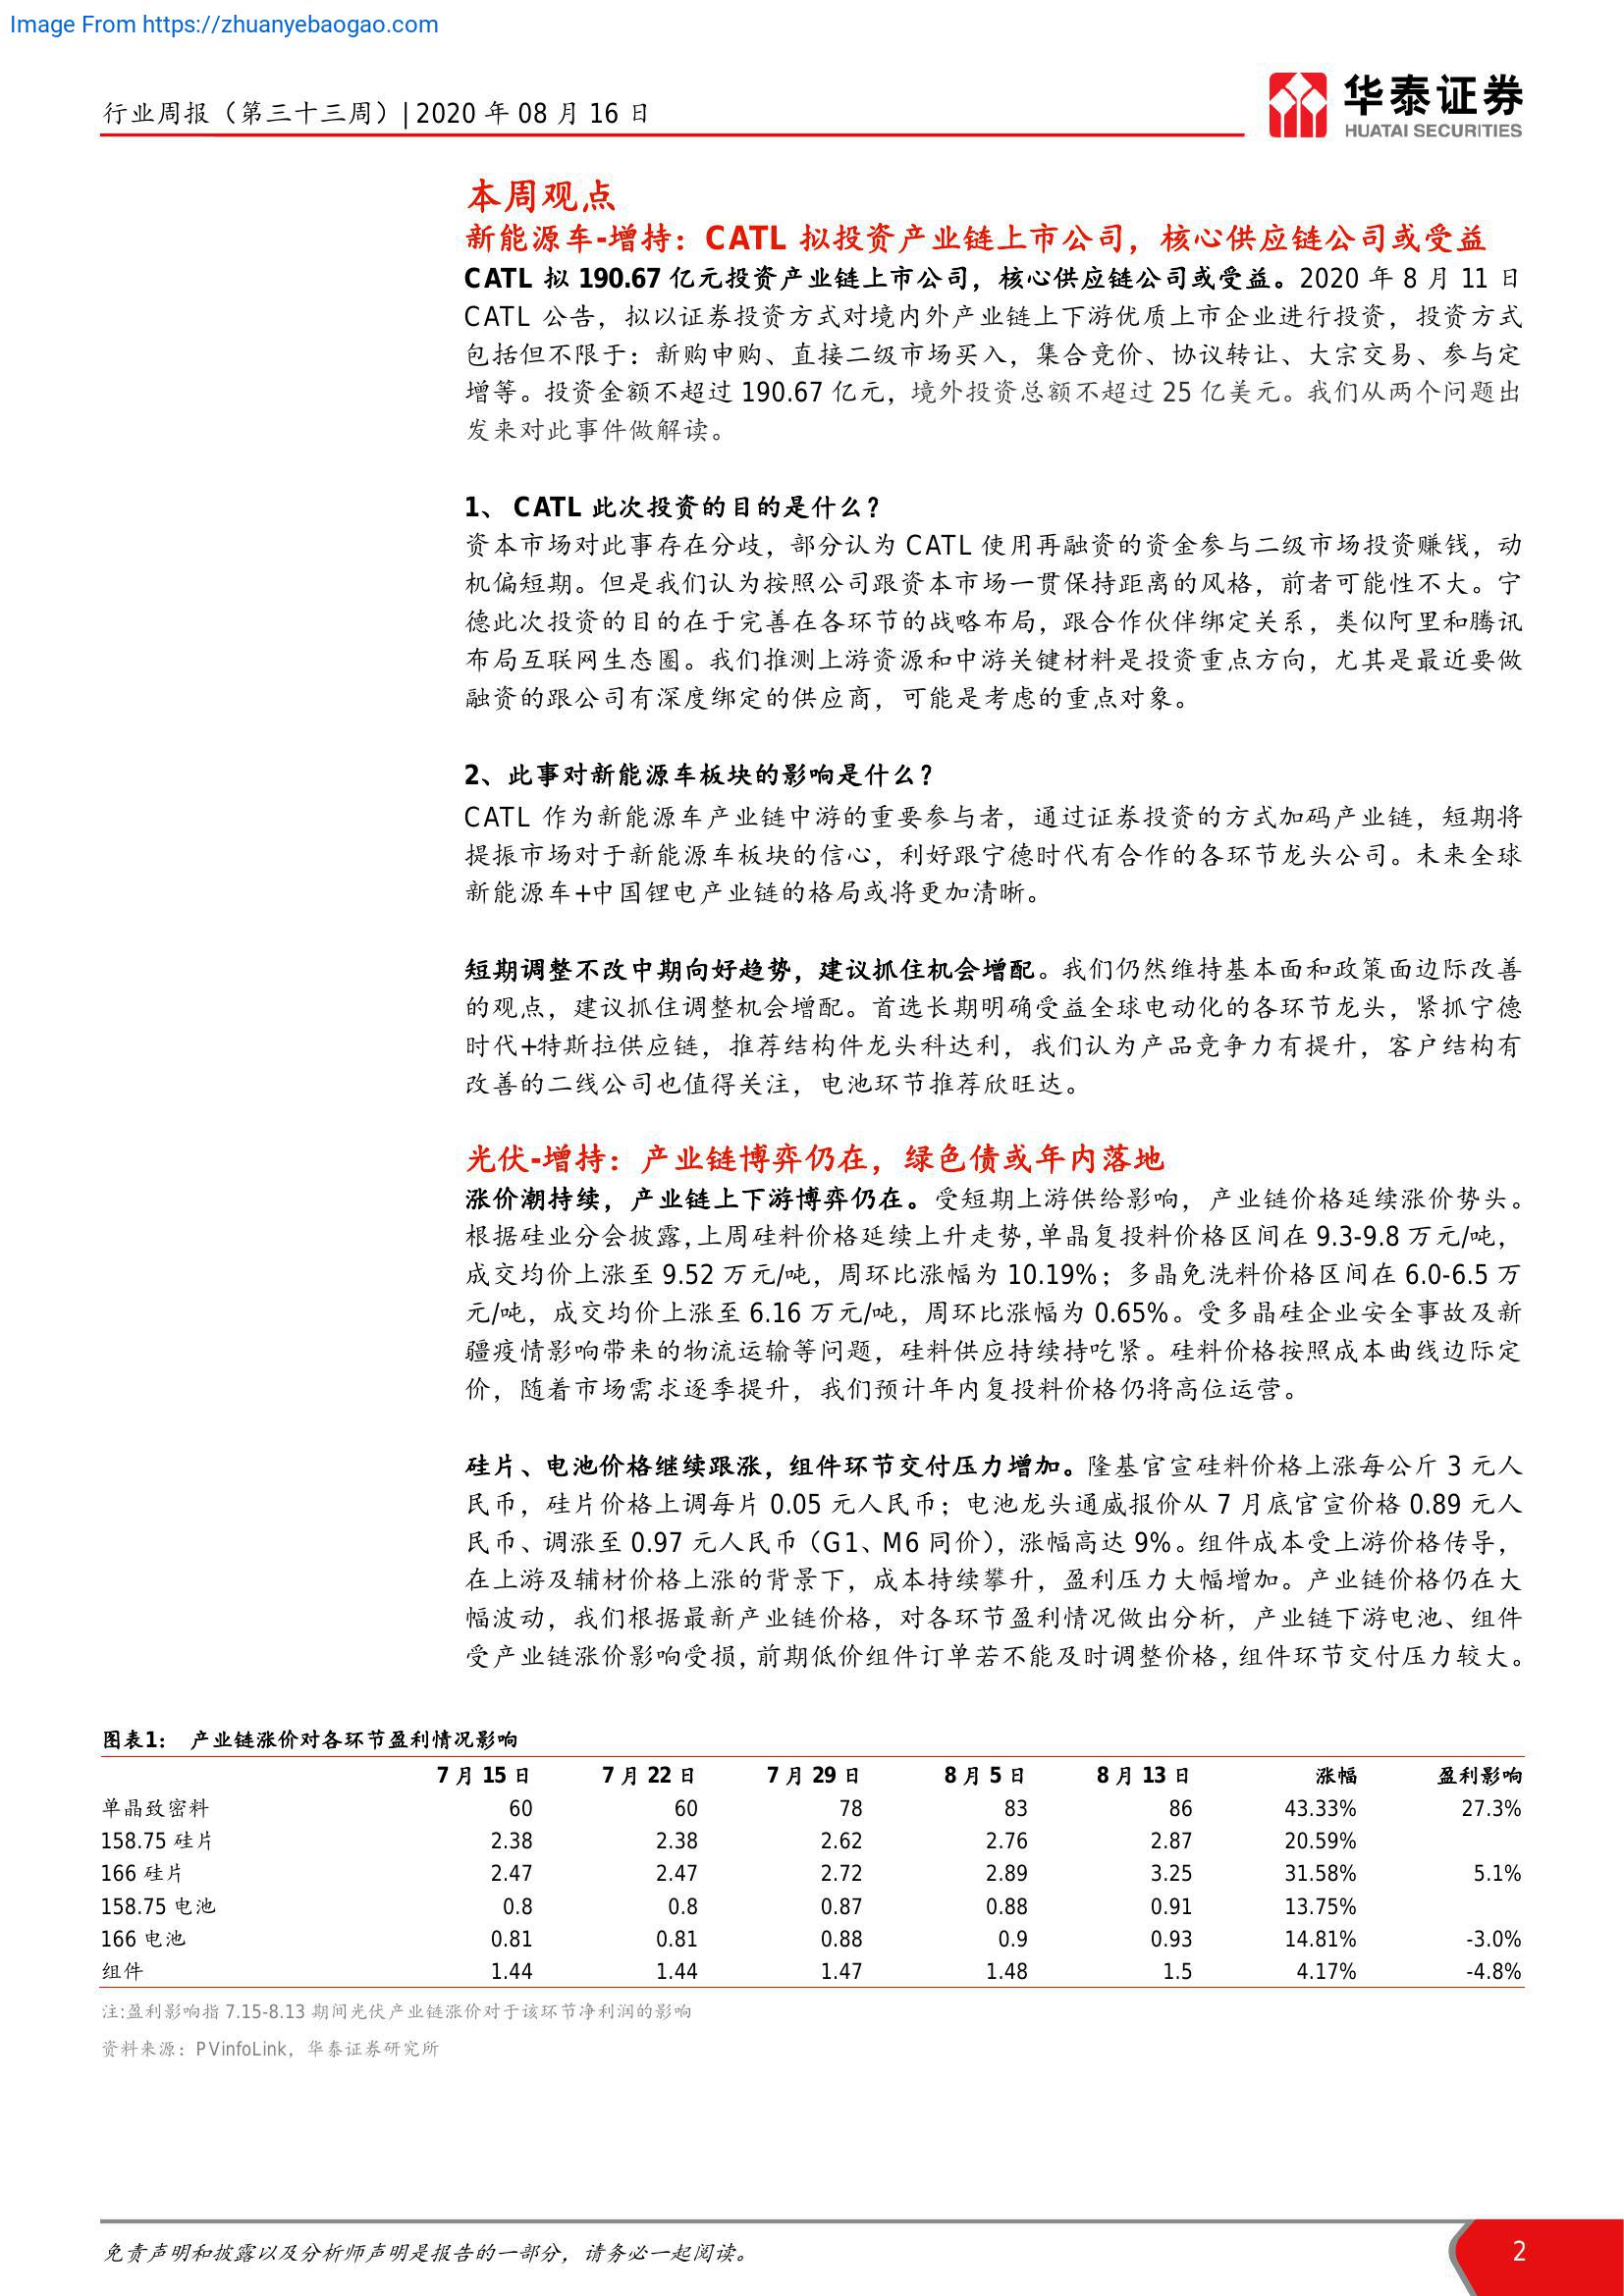 Image From https://zhuanyebaogao.com
行业周报（第三十三周）| 2020 年 08 月 16 日
华泰证券
HUATAI SECURITIES
本周观点
新能源车-增持：CATL 拟投资产业链上市公司，核心供应链公司或受益
CATL 拟 190.67 亿元投资产业链上市公司，核心供应链公司或受益。2020 年 8 月 11 日
CATL 公告，拟以证券投资方式对境内外产业链上下游优质上市企业进行投资，投资方式
包括但不限于：新购申购、直接二级市场买入，集合竞价、协议转让、大宗交易、参与定
增等。投资金额不超过 190.67 亿元，境外投资总额不超过 25 亿美元。我们从两个问题出
发来对此事件做解读。
1、 CATL 此次投资的目的是什么？
资本市场对此事存在分歧，部分认为 CATL 使用再融资的资金参与二级市场投资赚钱，动
机偏短期。但是我们认为按照公司跟资本市场一贯保持距离的风格，前者可能性不大。宁
德此次投资的目的在于完善在各环节的战略布局，跟合作伙伴绑定关系，类似阿里和腾讯
布局互联网生态圈。我们推测上游资源和中游关键材料是投资重点方向，尤其是最近要做
融资的跟公司有深度绑定的供应商，可能是考虑的重点对象。
2、此事对新能源车板块的影响是什么？
CATL 作为新能源车产业链中游的重要参与者，通过证券投资的方式加码产业链，短期将
提振市场对于新能源车板块的信心，利好跟宁德时代有合作的各环节龙头公司。未来全球
新能源车+中国锂电产业链的格局或将更加清晰。
短期调整不改中期向好趋势，建议抓住机会增配。我们仍然维持基本面和政策面边际改善
的观点，建议抓住调整机会增配。首选长期明确受益全球电动化的各环节龙头，紧抓宁德
时代+特斯拉供应链，推荐结构件龙头科达利，我们认为产品竞争力有提升，客户结构有
改善的二线公司也值得关注，电池环节推荐欣旺达。
光伏-增持：产业链博弈仍在，绿色债或年内落地
涨价潮持续，产业链上下游博弈仍在。受短期上游供给影响，产业链价格延续涨价势头。
根据硅业分会披露，上周硅料价格延续上升走势，单晶复投料价格区间在 9.3-9.8 万元/吨，
成交均价上涨至 9.52 万元/吨，周环比涨幅为 10.19%；多晶免洗料价格区间在 6.0-6.5 万
元/吨，成交均价上涨至 6.16 万元/吨，周环比涨幅为 0.65%。受多晶硅企业安全事故及新
疆疫情影响带来的物流运输等问题，硅料供应持续持吃紧。硅料价格按照成本曲线边际定
价，随着市场需求逐季提升，我们预计年内复投料价格仍将高位运营。
硅片、电池价格继续跟涨，组件环节交付压力增加。隆基官宣硅料价格上涨每公斤 3 元人
民币，硅片价格上调每片 0.05 元人民币；电池龙头通威报价从 7 月底官宣价格 0.89 元人
民币、调涨至 0.97 元人民币（G1、M6 同价），涨幅高达 9%。组件成本受上游价格传导，
在上游及辅材价格上涨的背景下，成本持续攀升，盈利压力大幅增加。产业链价格仍在大
幅波动，我们根据最新产业链价格，对各环节盈利情况做出分析，产业链下游电池、组件
受产业链涨价影响受损，前期低价组件订单若不能及时调整价格，组件环节交付压力较大。
图表1： 产业链涨价对各环节盈利情况影响
7 月 15 日 7 月 22 日 7 月 29 日 8 月 5 日 8 月 13 日 涨幅 盈利影响
单晶致密料 60 60 78 83 86 43.33% 27.3%
158.75 硅片 2.38 2.38 2.62 2.76 2.87 20.59%
166 硅片 2.47 2.47 2.72 2.89 3.25 31.58% 5.1%
158.75 电池 0.8 0.8 0.87 0.88 0.91 13.75%
166 电池 0.81 0.81 0.88 0.9 0.93 14.81% -3.0%
组件 1.44 1.44 1.47 1.48 1.5 4.17% -4.8%
注:盈利影响指 7.15-8.13 期间光伏产业链涨价对于该环节净利润的影响
资料来源：PVinfoLink，华泰证券研究所
免责声明和披露以及分析师声明是报告的一部分，请务必一起阅读。
2